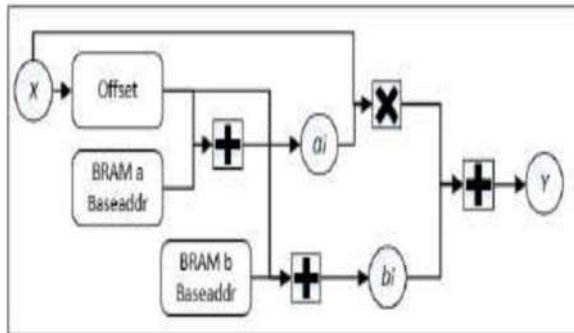 X
Offset
ai
Y
BRAM a
Baseaddr
BRAM b
Baseaddr
bi